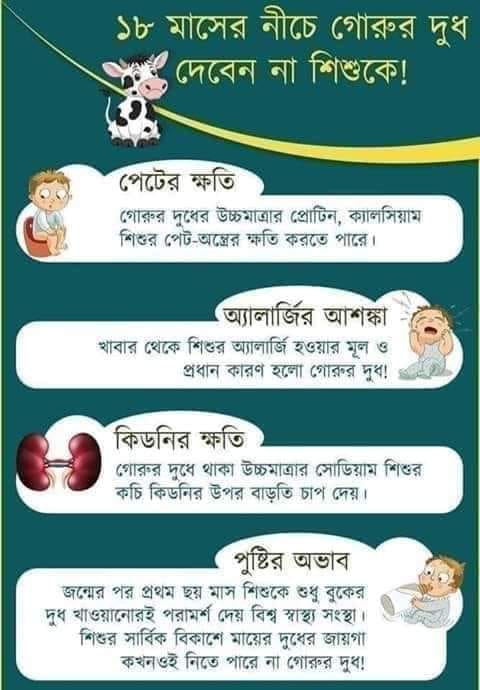 ১৮ মাসের নীচে গোরুর দুধ
দেবেন না শিশুকে!
পেটের ক্ষতি
গোরুর দুধের উচ্চমাত্রার প্রোটিন, ক্যালসিয়াম
শিশুর পেট-অন্ত্রের ক্ষতি করতে পারে।
অ্যালার্জির আশঙ্কা
খাবার থেকে শিশুর অ্যালার্জি হওয়ার মূল ও
প্রধান কারণ হলো গোরুর দুধ!
কিডনির ক্ষতি
গোরুর দুধে থাকা উচ্চমাত্রার সোডিয়াম শিশুর
কচি কিডনির উপর বাড়তি চাপ দেয়।
পুষ্টির অভাব
জন্মের পর প্রথম ছয় মাস শিশুকে শুধু বুকের
দুধ খাওয়ানোরই পরামর্শ দেয় বিশ্ব স্বাস্থ্য সংস্থা।
শিশুর সার্বিক বিকাশে মায়ের দুধের জায়গা
কখনওই নিতে পারে না গোরুর দুধ!